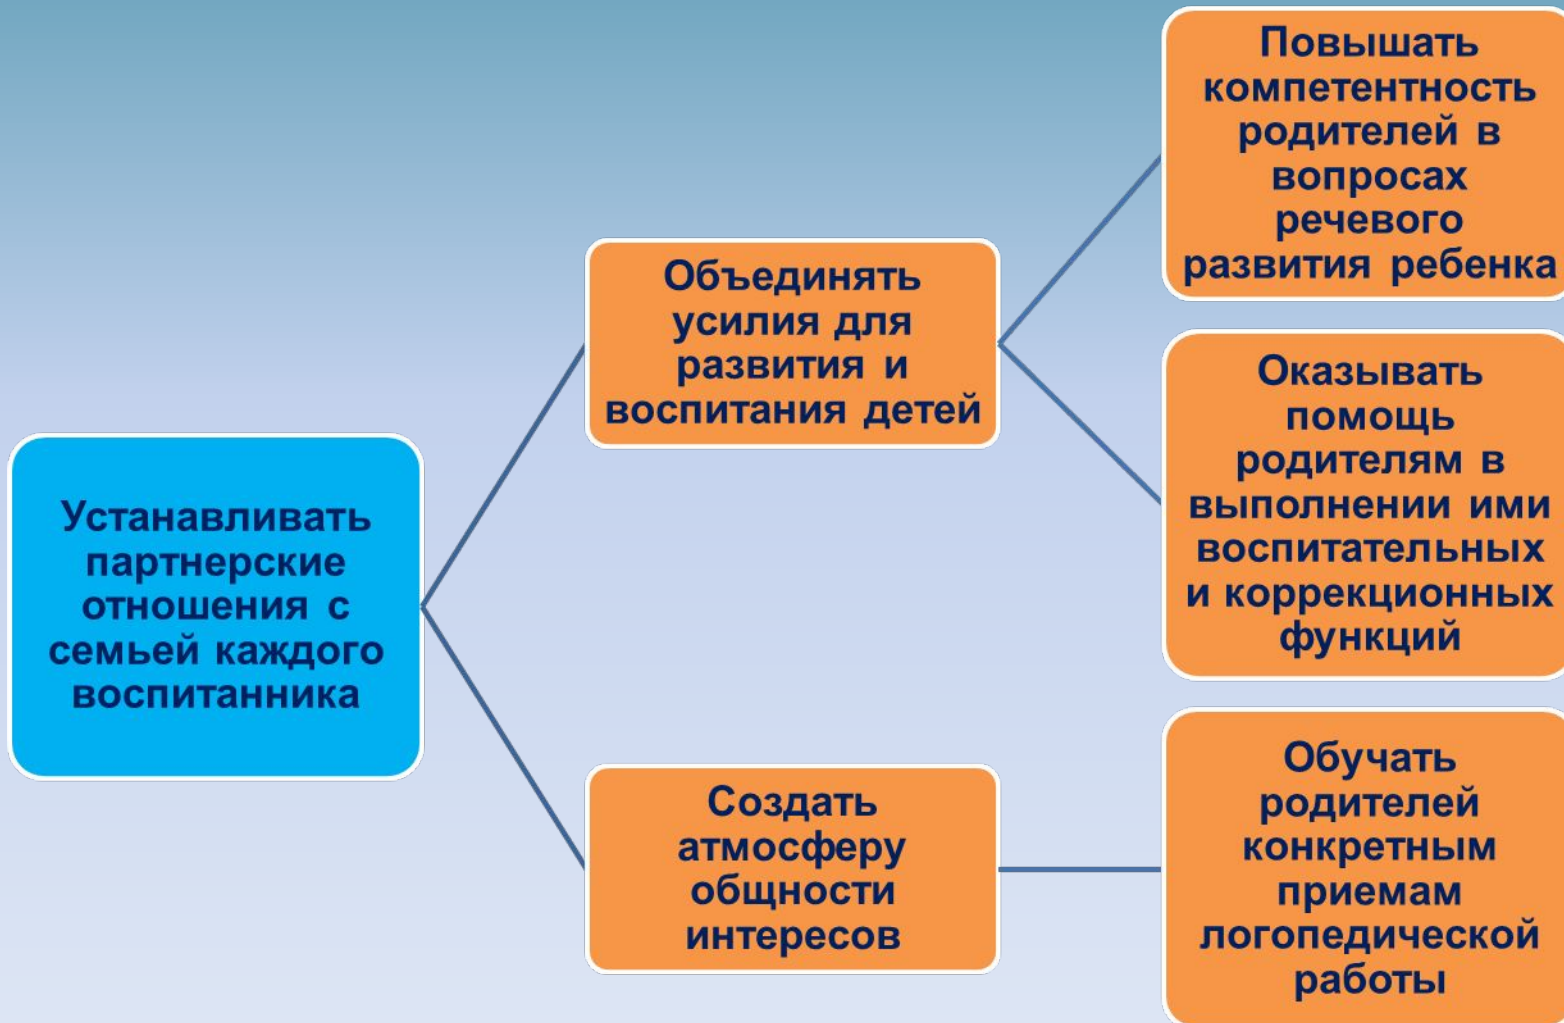 Устанавливать
партнерские
отношения с
семьей каждого
воспитанника
Объединять
усилия для
развития и
воспитания детей
Повышать
компетентность
родителей в
вопросах
речевого
развития ребенка
Оказывать
помощь
родителям в
выполнении ими
воспитательных
и коррекционных
функций
Создать
атмосферу
общности
интересов
Обучать
родителей
конкретным
приемам
логопедической
работы